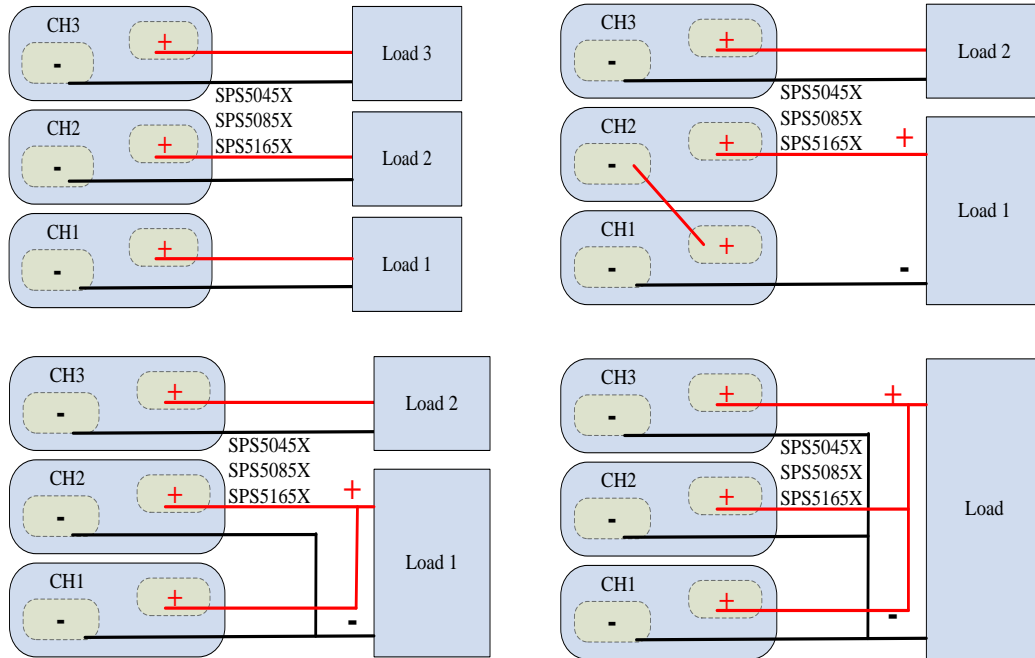 CH3
+
-
Load 3
SPS5045X
SPS5085X
SPS5165X
CH2
+
-
Load 2
CH1
+
-
Load 1
CH3
+
-
Load 2
SPS5045X
SPS5085X
SPS5165X
CH2
+
-
+
Load 1
CH1
+
-
-
CH3
+
-
Load 2
SPS5045X
SPS5085X
SPS5165X
CH2
+
-
+
Load 1
CH1
+
-
-
CH3
+
-
+
SPS5045X
SPS5085X
SPS5165X
CH2
+
-
Load
CH1
+
-
-